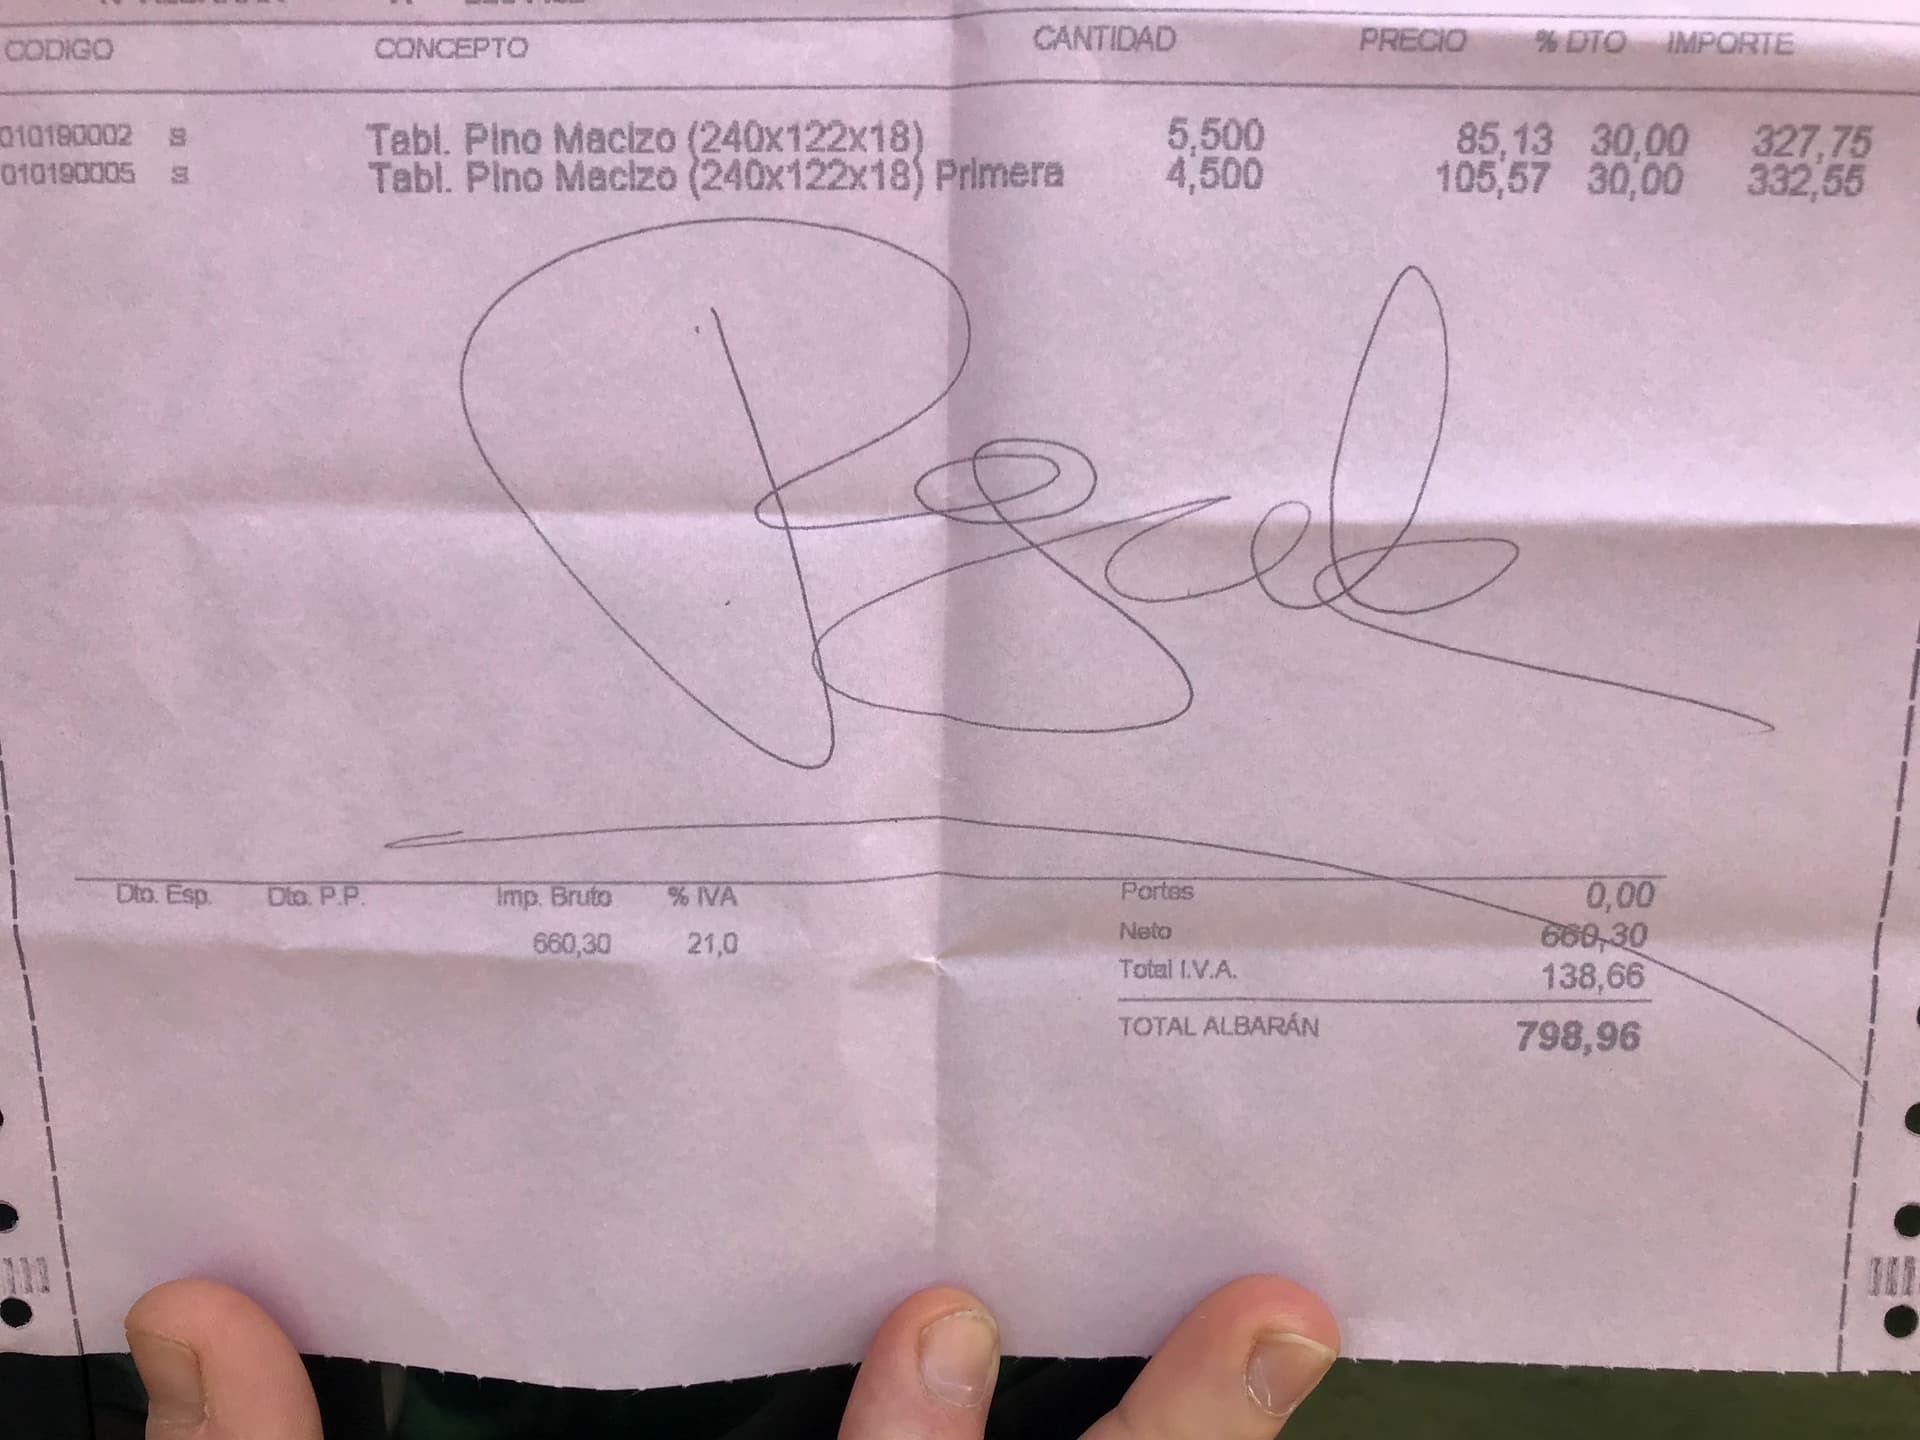 CODIGO CONCEPTO CANTIDAD PRECIO % DTO IMPORTE
010190002 s Tabl. Pino Macizo (240x122x18) 5,500 85,13 30,00 327,75
010190005 s Tabl. Pino Macizo (240x122x18) Primera 4,500 105,57 30,00 332,55
Dto. Esp. Dto. P.P. Imp. Bruto % IVA
660,30 21,0
Portes 0,00
Neto 660,30
Total I.V.A. 138,66
TOTAL ALBARÁN 798,96